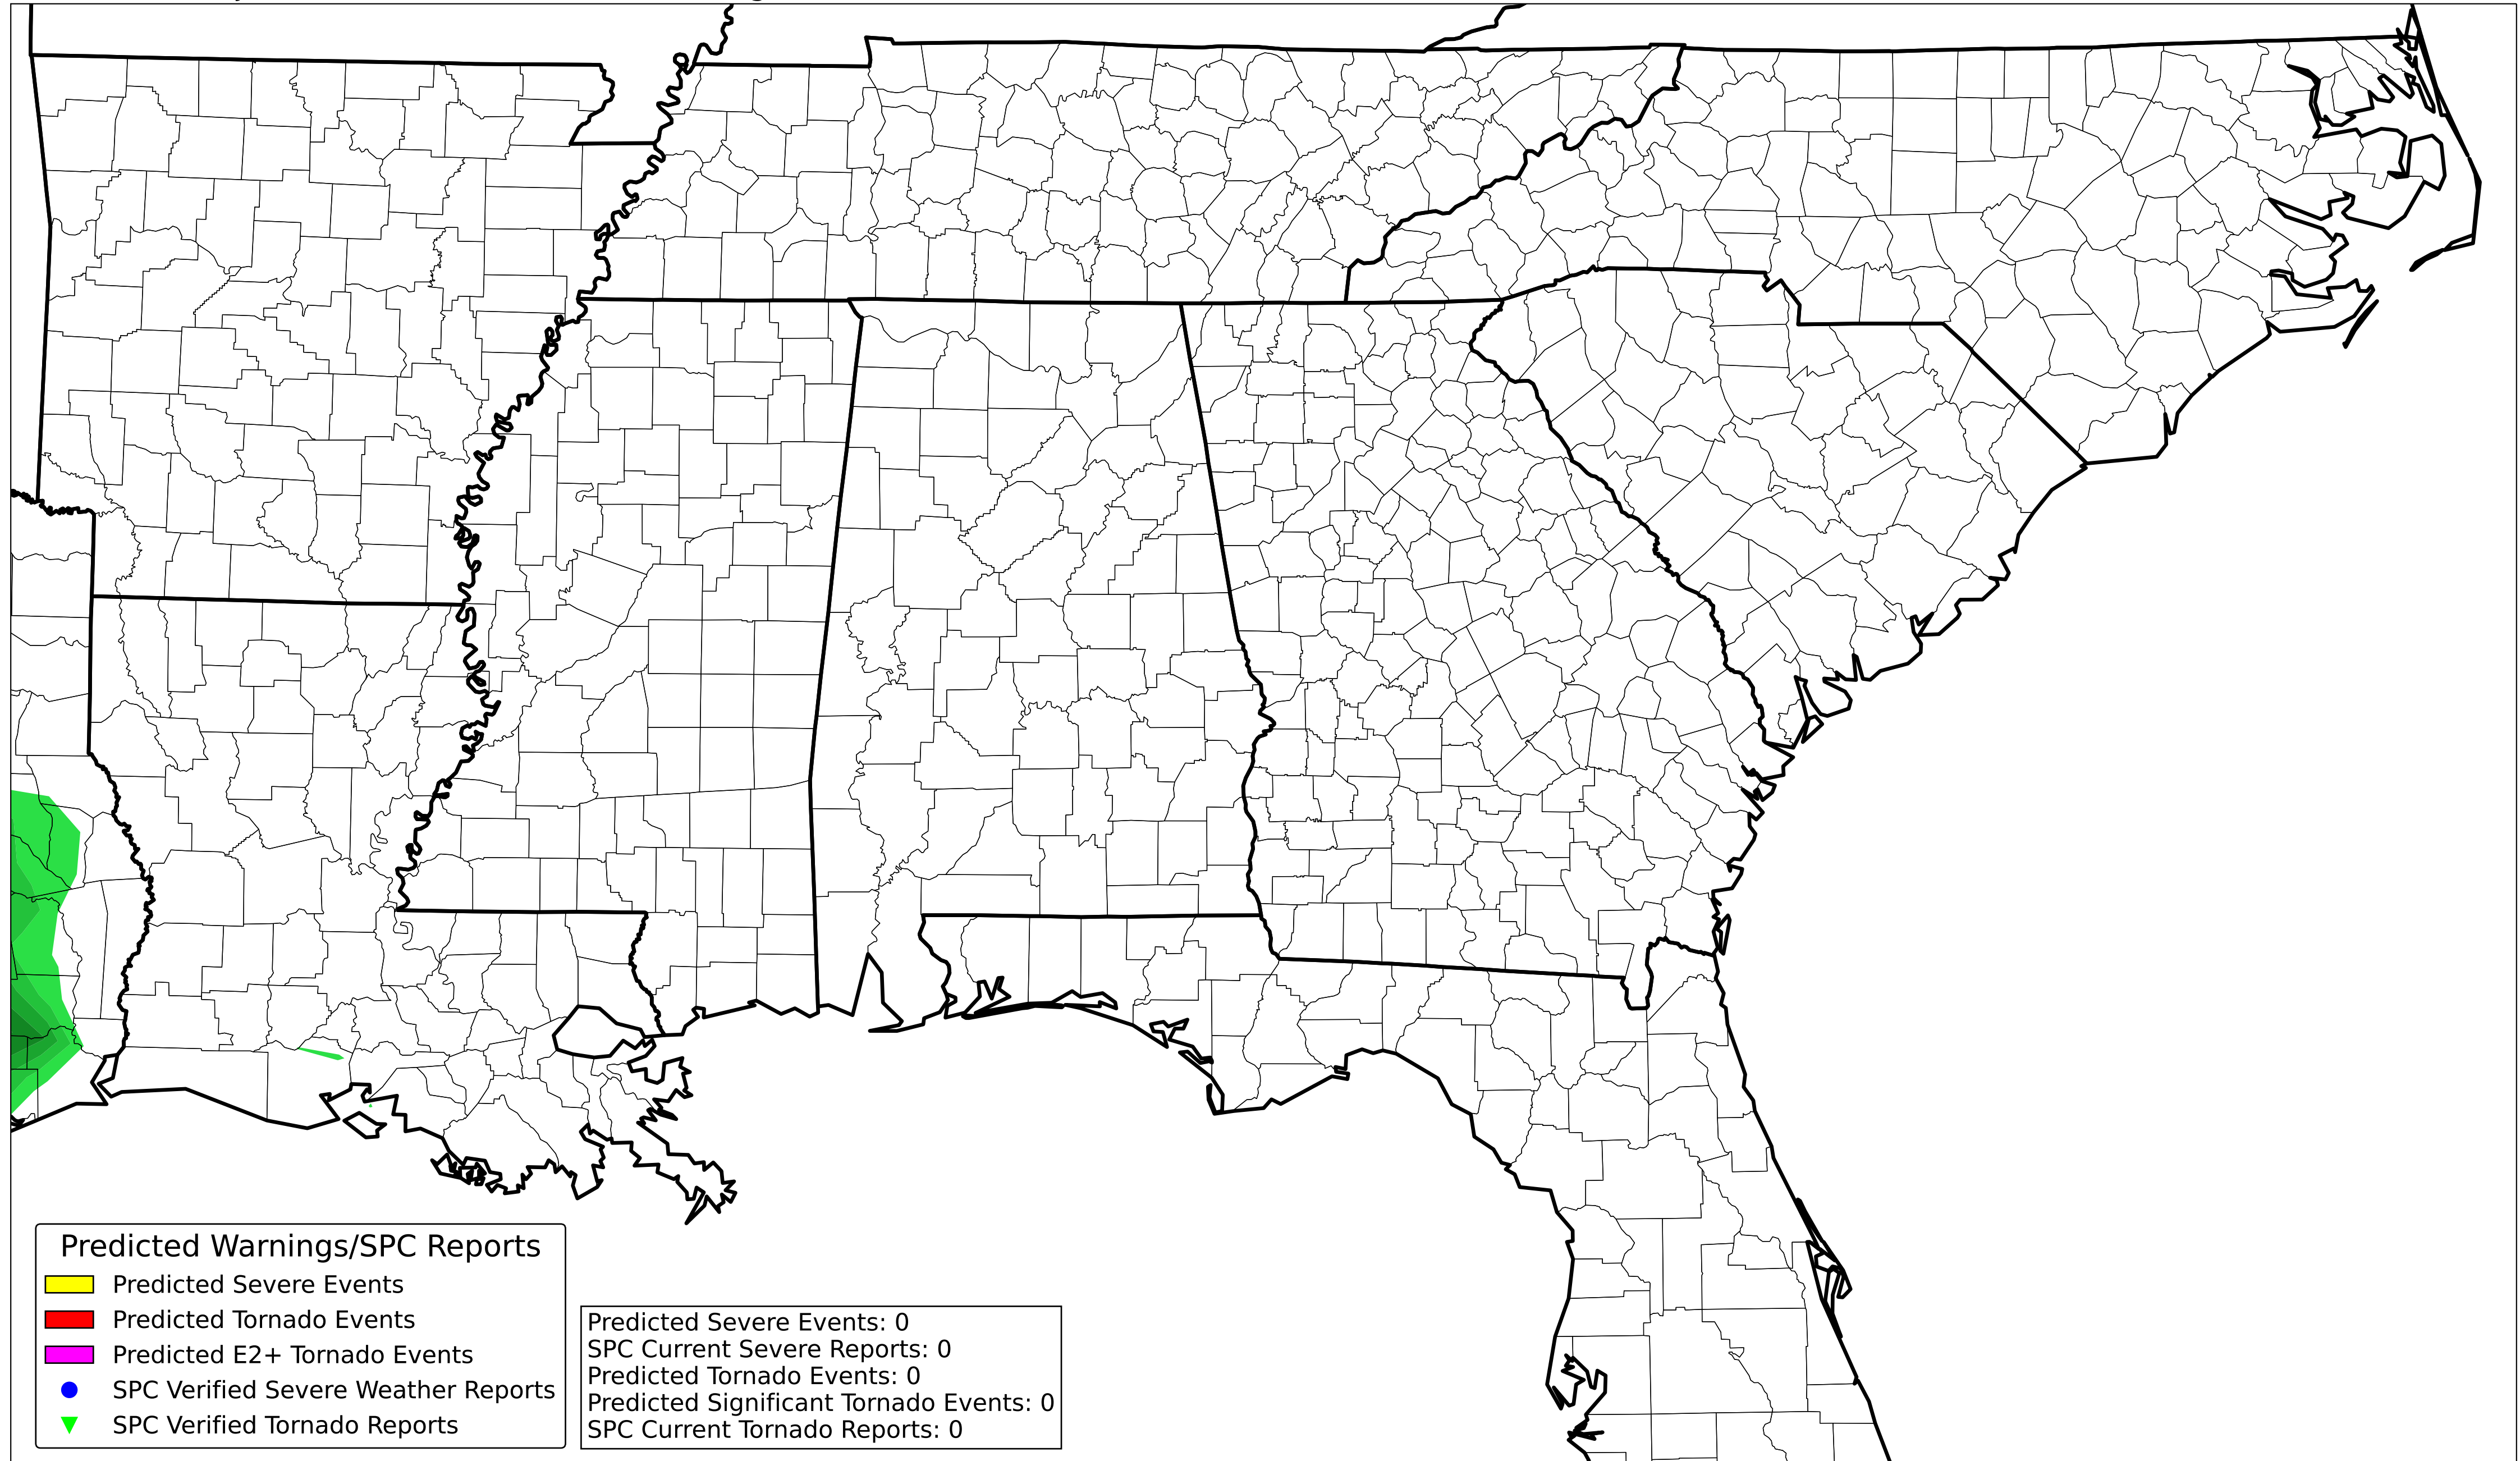 Predicted Warnings/SPC Reports
Predicted Severe Events
Predicted Tornado Events
Predicted E2+ Tornado Events
SPC Verified Severe Weather Reports
SPC Verified Tornado Reports
Predicted Severe Events: 0
SPC Current Severe Reports: 0
Predicted Tornado Events: 0
Predicted Significant Tornado Events: 0
SPC Current Tornado Reports: 0